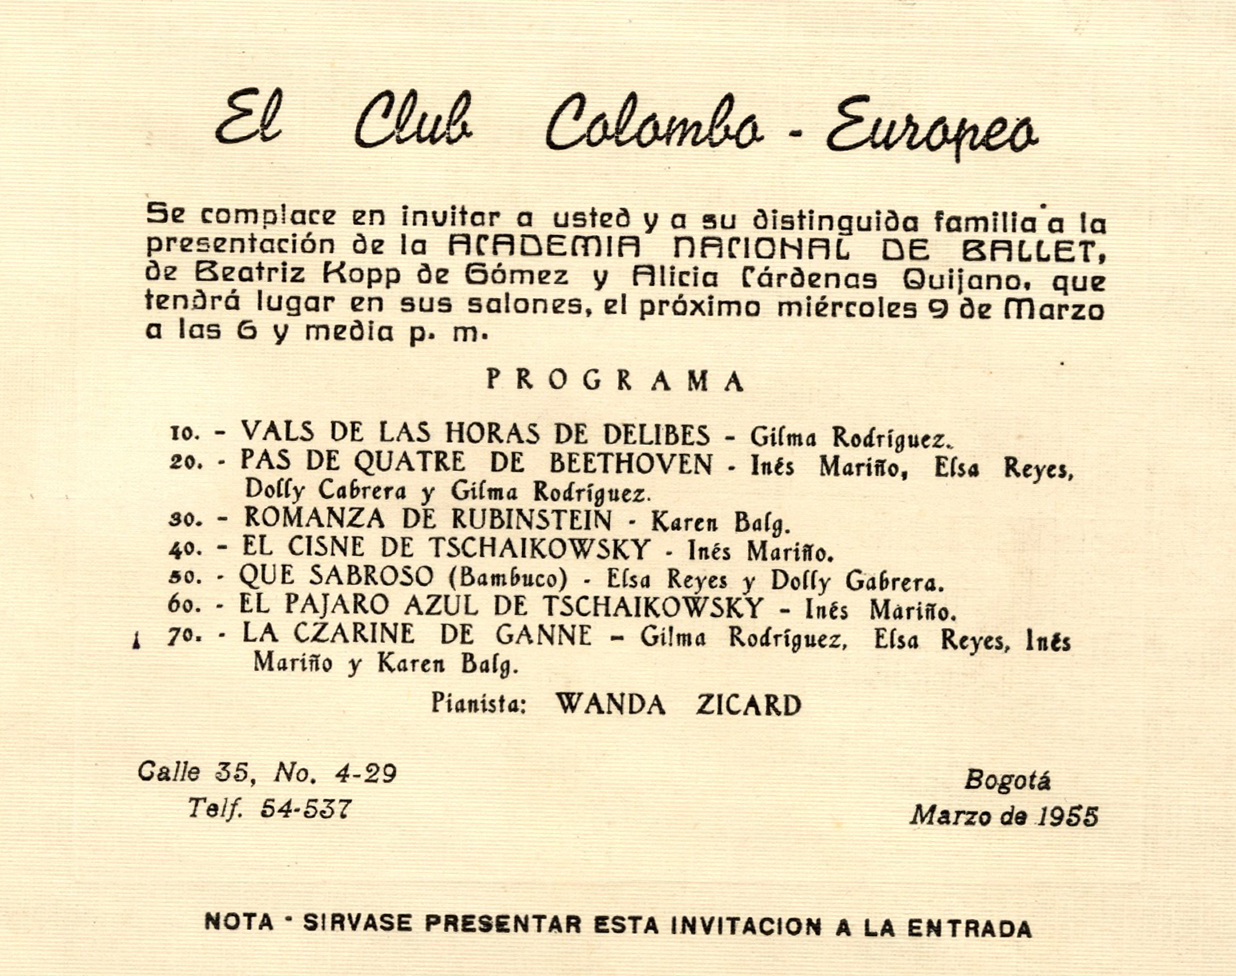 El Club Colombo - Europeo
Se complace en invitar a usted y a su distinguida familia a la
presentación de la ACADEMIA NACIONAL DE BALLET,
de Beatriz Kopp de Gómez y Alicia Cárdenas Quijano, que
tendrá lugar en sus salones, el próximo miércoles 9 de Marzo
a las 6 y media p. m.
PROGRAMA
1o. - VALS DE LAS HORAS DE DELIBES - Gilma Rodríguez.
2o. - PAS DE QUATRE DE BEETHOVEN - Inés Mariño, Elsa Reyes,
Dolly Cabrera y Gilma Rodríguez.
3o. - ROMANZA DE RUBINSTEIN - Karen Balg.
4o. - EL CISNE DE TSCHAIKOWSKY - Inés Mariño.
5o. - QUE SABROSO (Bambuco) - Elsa Reyes y Dolly Gabrera.
6o. - EL PAJARO AZUL DE TSCHAIKOWSKY - Inés Mariño.
7o. - LA CZARINE DE GANNE - Gilma Rodríguez, Elsa Reyes, Inés
Mariño y Karen Balg.
Pianista: WANDA ZICARD
Calle 35, No. 4-29
Telf. 54-537
Bogotá
Marzo de 1955
NOTA - SIRVASE PRESENTAR ESTA INVITACION A LA ENTRADA